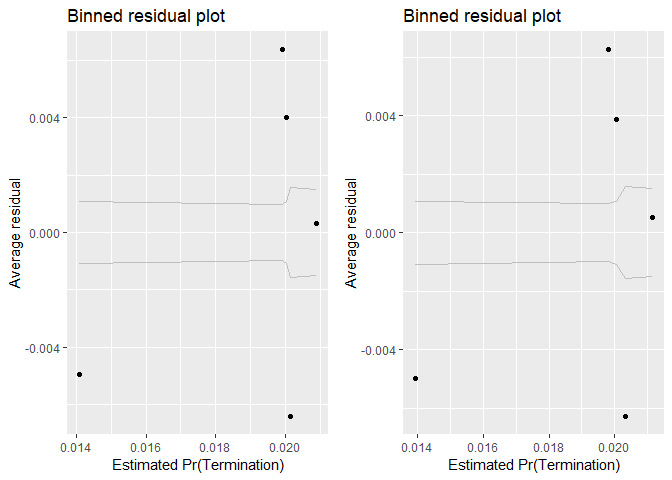 Binned residual plot
0.004
0.000
-0.004
Average residual
0.014
0.016
0.018
0.020
Estimated Pr(Termination)
Binned residual plot
0.004
0.000
-0.004
Average residual
0.014
0.016
0.018
0.020
Estimated Pr(Termination)